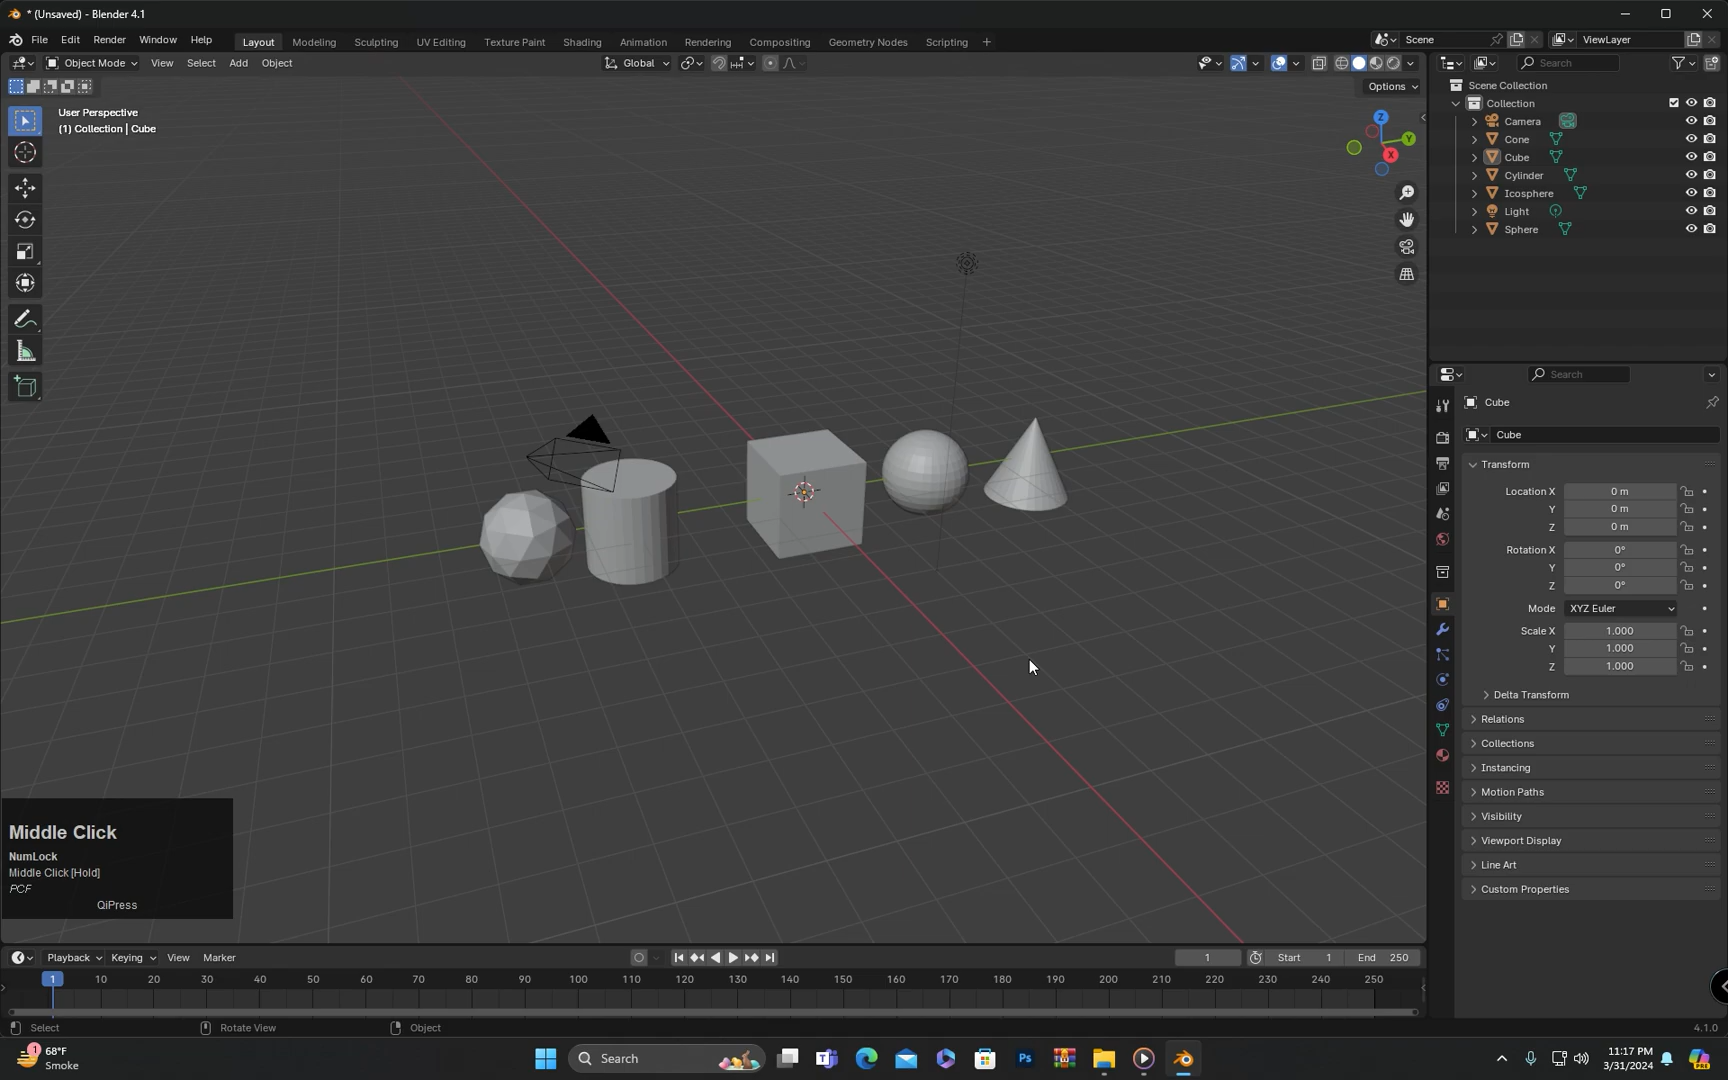 * (Unsaved) - Blender 4.1
File Edit Render Window Help
Layout Modeling Sculpting UV Editing Texture Paint Shading Animation Rendering Compositing Geometry Nodes Scripting +
Scene
ViewLayer
Object Mode View Select Add Object
Global
Search
Options
User Perspective
(1) Collection | Cube
Z
Y
X
Scene Collection
Collection
Camera
Cone
Cube
Cylinder
Icosphere
Light
Sphere
Search
Cube
Cube
Transform
Location X 0 m
Y 0 m
Z 0 m
Rotation X 0°
Y 0°
Z 0°
Mode XYZ Euler
Scale X 1.000
Y 1.000
Z 1.000
Delta Transform
Relations
Collections
Instancing
Motion Paths
Visibility
Viewport Display
Line Art
Custom Properties
Middle Click
NumLock
Middle Click [Hold]
PCF
QiPress
Playback Keying View Marker
1 Start 1 End 250
1 10 20 30 40 50 60 70 80 90 100 110 120 130 140 150 160 170 180 190 200 210 220 230 240 250
Select Rotate View Object
4.1.0
1
68°F
Smoke
Search
Ps
PRE
11:17 PM
3/31/2024